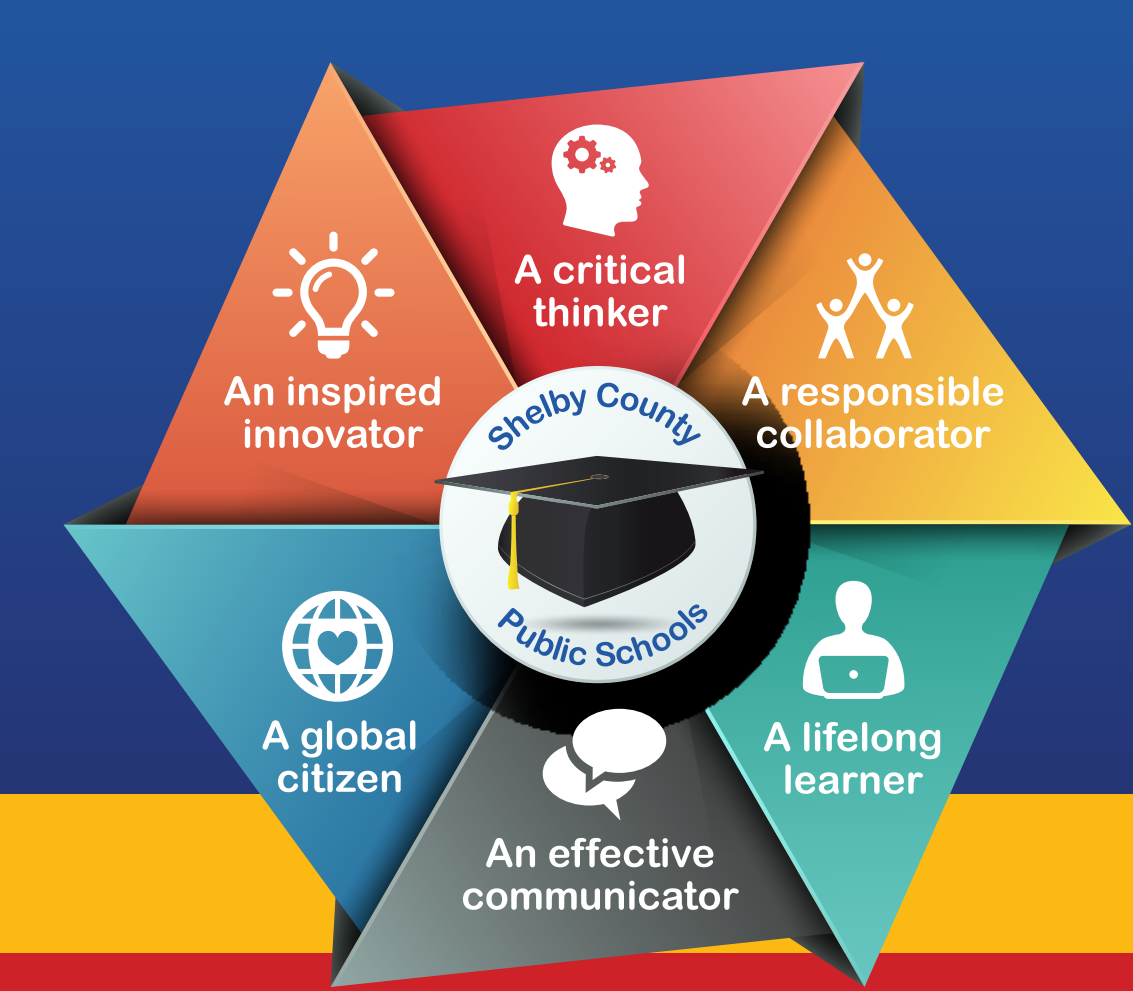 A critical
thinker
An inspired
innovator
A responsible
collaborator
Shelby County
Public Schools
A global
citizen
A lifelong
learner
An effective
communicator